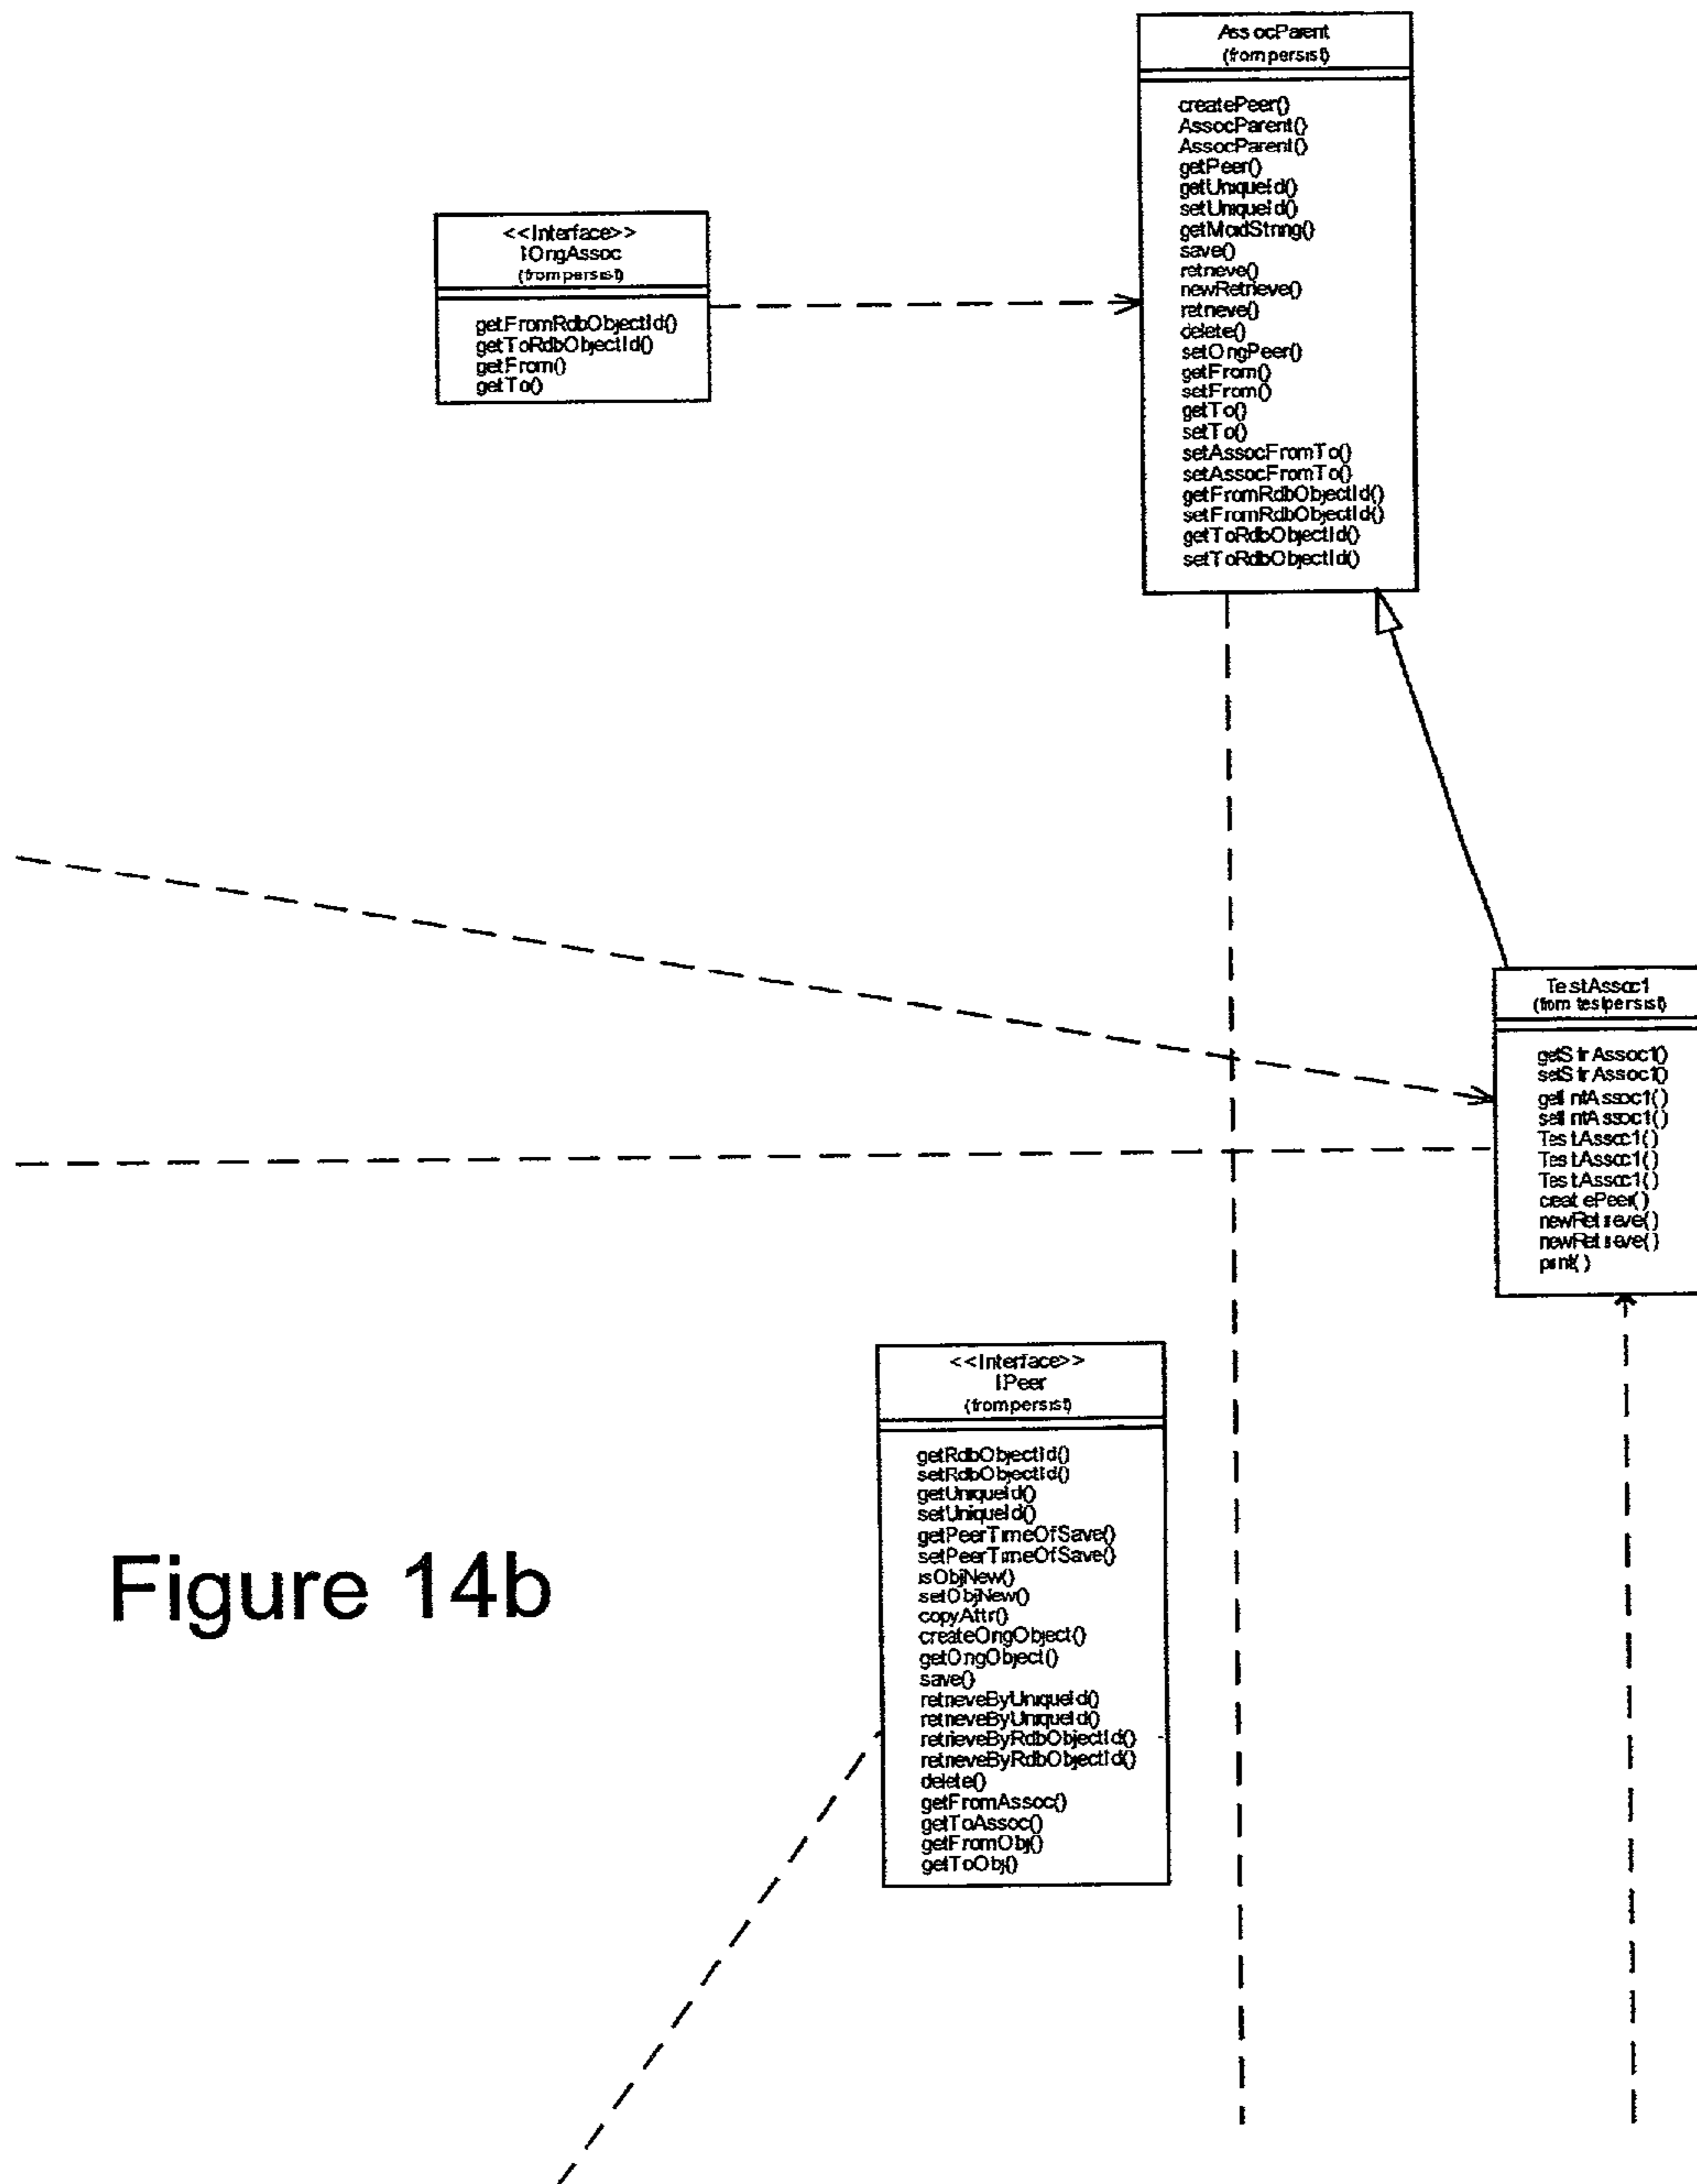 AssocParent
(from persist)
createPeer()
AssocParent()
AssocParent()
getPeer()
getUniqueId()
setUniqueId()
getModString()
save()
retrieve()
newRetrieve()
retrieve()
delete()
setOrigPeer()
getFrom()
setFrom()
getTo()
setTo()
setAssocFromTo()
setAssocFromTo()
getFromRdbObjectId()
setFromRdbObjectId()
getToRdbObjectId()
setToRdbObjectId()
<<Interface>>
IOrigAssoc
(from persist)
getFromRdbObjectId()
getToRdbObjectId()
getFrom()
getTo()
TestAssoc1
(from testpersist)
getStrAssoc1()
setStrAssoc1()
getIntAssoc1()
setIntAssoc1()
TestAssoc1()
TestAssoc1()
TestAssoc1()
createPeer()
newRetrieve()
newRetrieve()
print()
<<Interface>>
IPeer
(from persist)
getRdbObjectId()
setRdbObjectId()
getUniqueId()
setUniqueId()
getPeerTimeOfSave()
setPeerTimeOfSave()
isObjNew()
setObjNew()
copyAttr()
createOrigObject()
getOrigObject()
save()
retrieveByUniqueId()
retrieveByUniqueId()
retrieveByRdbObjectId()
retrieveByRdbObjectId()
delete()
getFromAssoc()
getToAssoc()
getFromObj()
getToObj()
Figure 14b